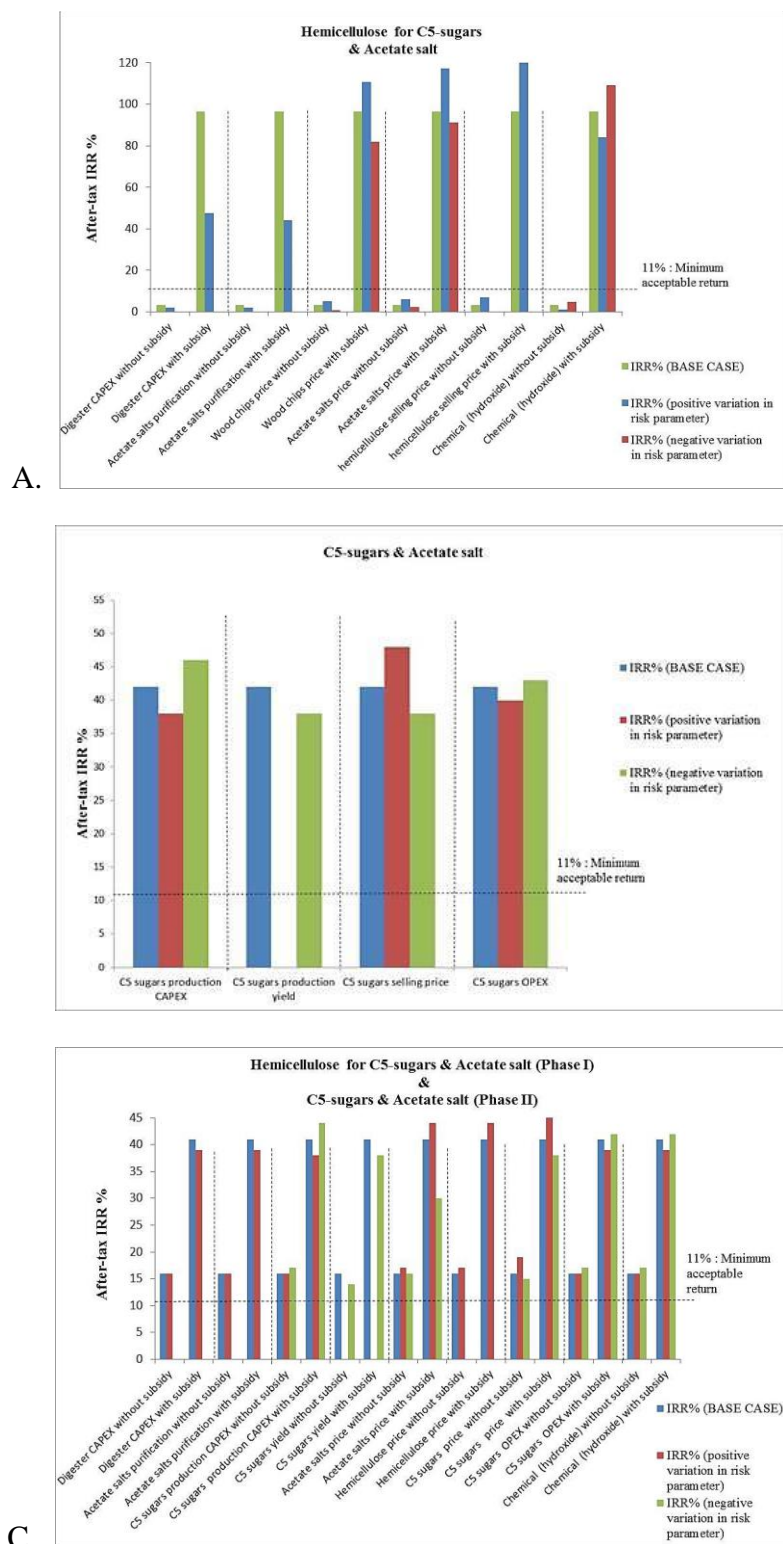 Hemicellulose for C5-sugars
& Acetate salt
120
100
80
60
40
20
0
After-tax IRR %
11% : Minimum
acceptable return
Digester CAPEX without subsidy
Digester CAPEX with subsidy
Acetate salts purification without subsidy
Acetate salts purification with subsidy
Wood chips price without subsidy
Wood chips price with subsidy
Acetate salts price without subsidy
Acetate salts price with subsidy
hemicellulose selling price without subsidy
hemicellulose selling price with subsidy
Chemical (hydroxide) without subsidy
Chemical (hydroxide) with subsidy
IRR% (BASE CASE)
IRR% (positive variation in
risk parameter)
IRR% (negative variation
in risk parameter)
A.
C5-sugars & Acetate salt
55
50
45
40
35
30
25
20
15
10
5
0
After-tax IRR %
IRR% (BASE CASE)
IRR% (positive variation
in risk parameter)
IRR% (negative variation
in risk parameter)
11% : Minimum
acceptable return
C5 sugars production
CAPEX
C5 sugars production
yield
C5 sugars selling price
C5 sugars OPEX
Hemicellulose for C5-sugars & Acetate salt (Phase I)
&
C5-sugars & Acetate salt (Phase II)
45
40
35
30
25
20
15
10
5
0
After-tax IRR %
11% : Minimum
acceptable
return
Digester CAPEX without subsidy
Digester CAPEX with subsidy
Acetate salts purification without subsidy
Acetate salts purification with subsidy
C5 sugars production CAPEX without subsidy
C5 sugars production CAPEX with subsidy
C5 sugars yield without subsidy
C5 sugars yield with subsidy
Acetate salts price without subsidy
Acetate salts price with subsidy
Hemicellulose price without subsidy
Hemicellulose price with subsidy
C5 sugars price without subsidy
C5 sugars price with subsidy
C5 sugars OPEX without subsidy
C5 sugars OPEX with subsidy
Chemical (hydroxide) without subsidy
Chemical (hydroxide) with subsidy
IRR% (BASE CASE)
IRR% (positive
variation in risk
parameter)
IRR% (negative
variation in risk
parameter)
C